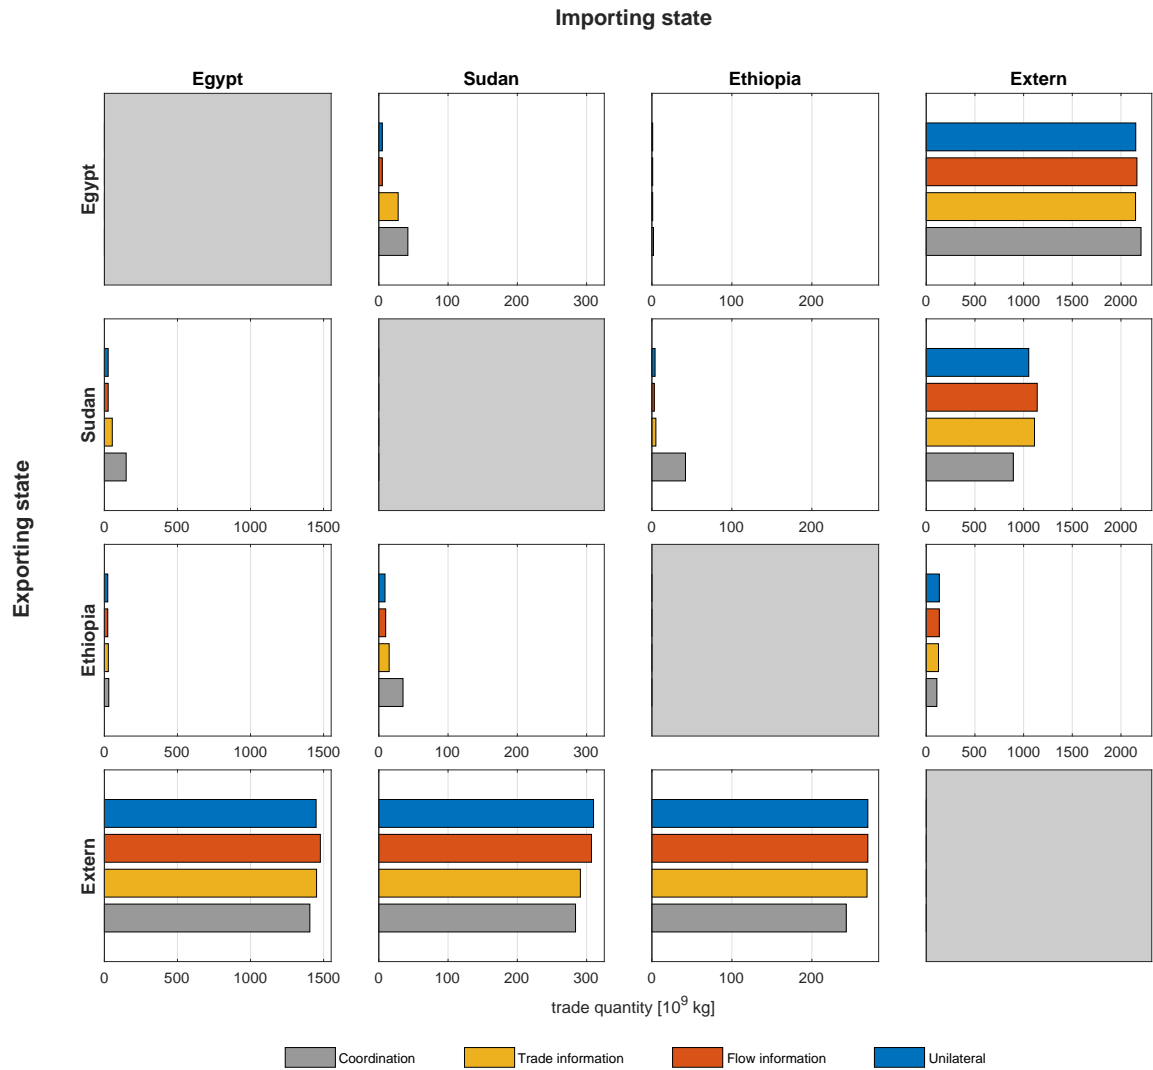 Importing state
Egypt Sudan Ethiopia Extern
Egypt
0 100 200 300
0 100 200
0 500 1000 1500 2000
Exporting state
Sudan
0 500 1000 1500
0 100 200
0 500 1000 1500 2000
Ethiopia
0 500 1000 1500
0 100 200 300
0 500 1000 1500 2000
Extern
0 500 1000 1500
0 100 200 300
0 100 200
trade quantity [10⁹ kg]
Coordination Trade information Flow information Unilateral